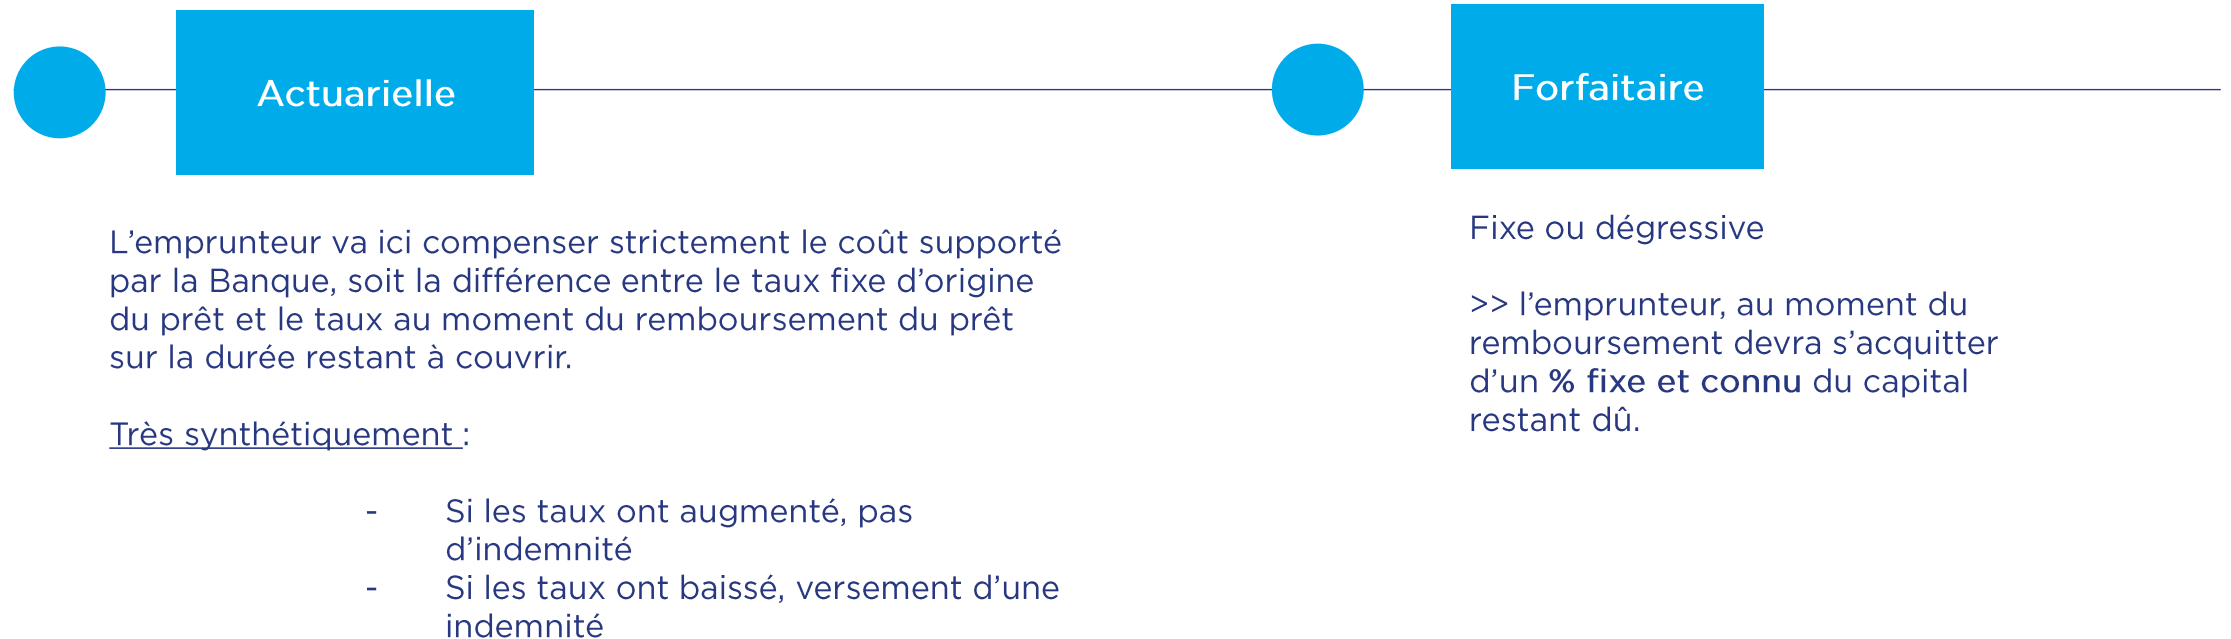 Actuarielle
L’emprunteur va ici compenser strictement le coût supporté
par la Banque, soit la différence entre le taux fixe d’origine
du prêt et le taux au moment du remboursement du prêt
sur la durée restant à couvrir.
Très synthétiquement :
- Si les taux ont augmenté, pas
d’indemnité
- Si les taux ont baissé, versement d’une
indemnité
Forfaitaire
Fixe ou dégressive
>> l’emprunteur, au moment du
remboursement devra s’acquitter
d’un % fixe et connu du capital
restant dû.